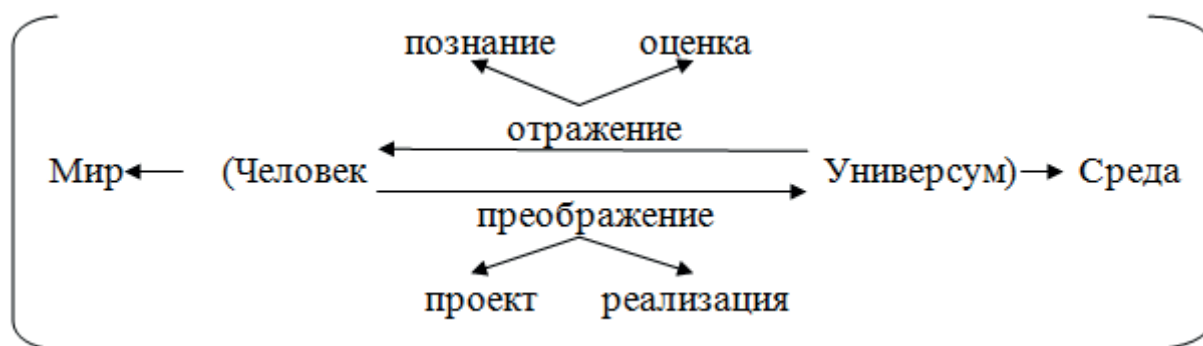 познание оценка
отражение
Мир (Человек Универсум) Среда
преображение
проект реализация